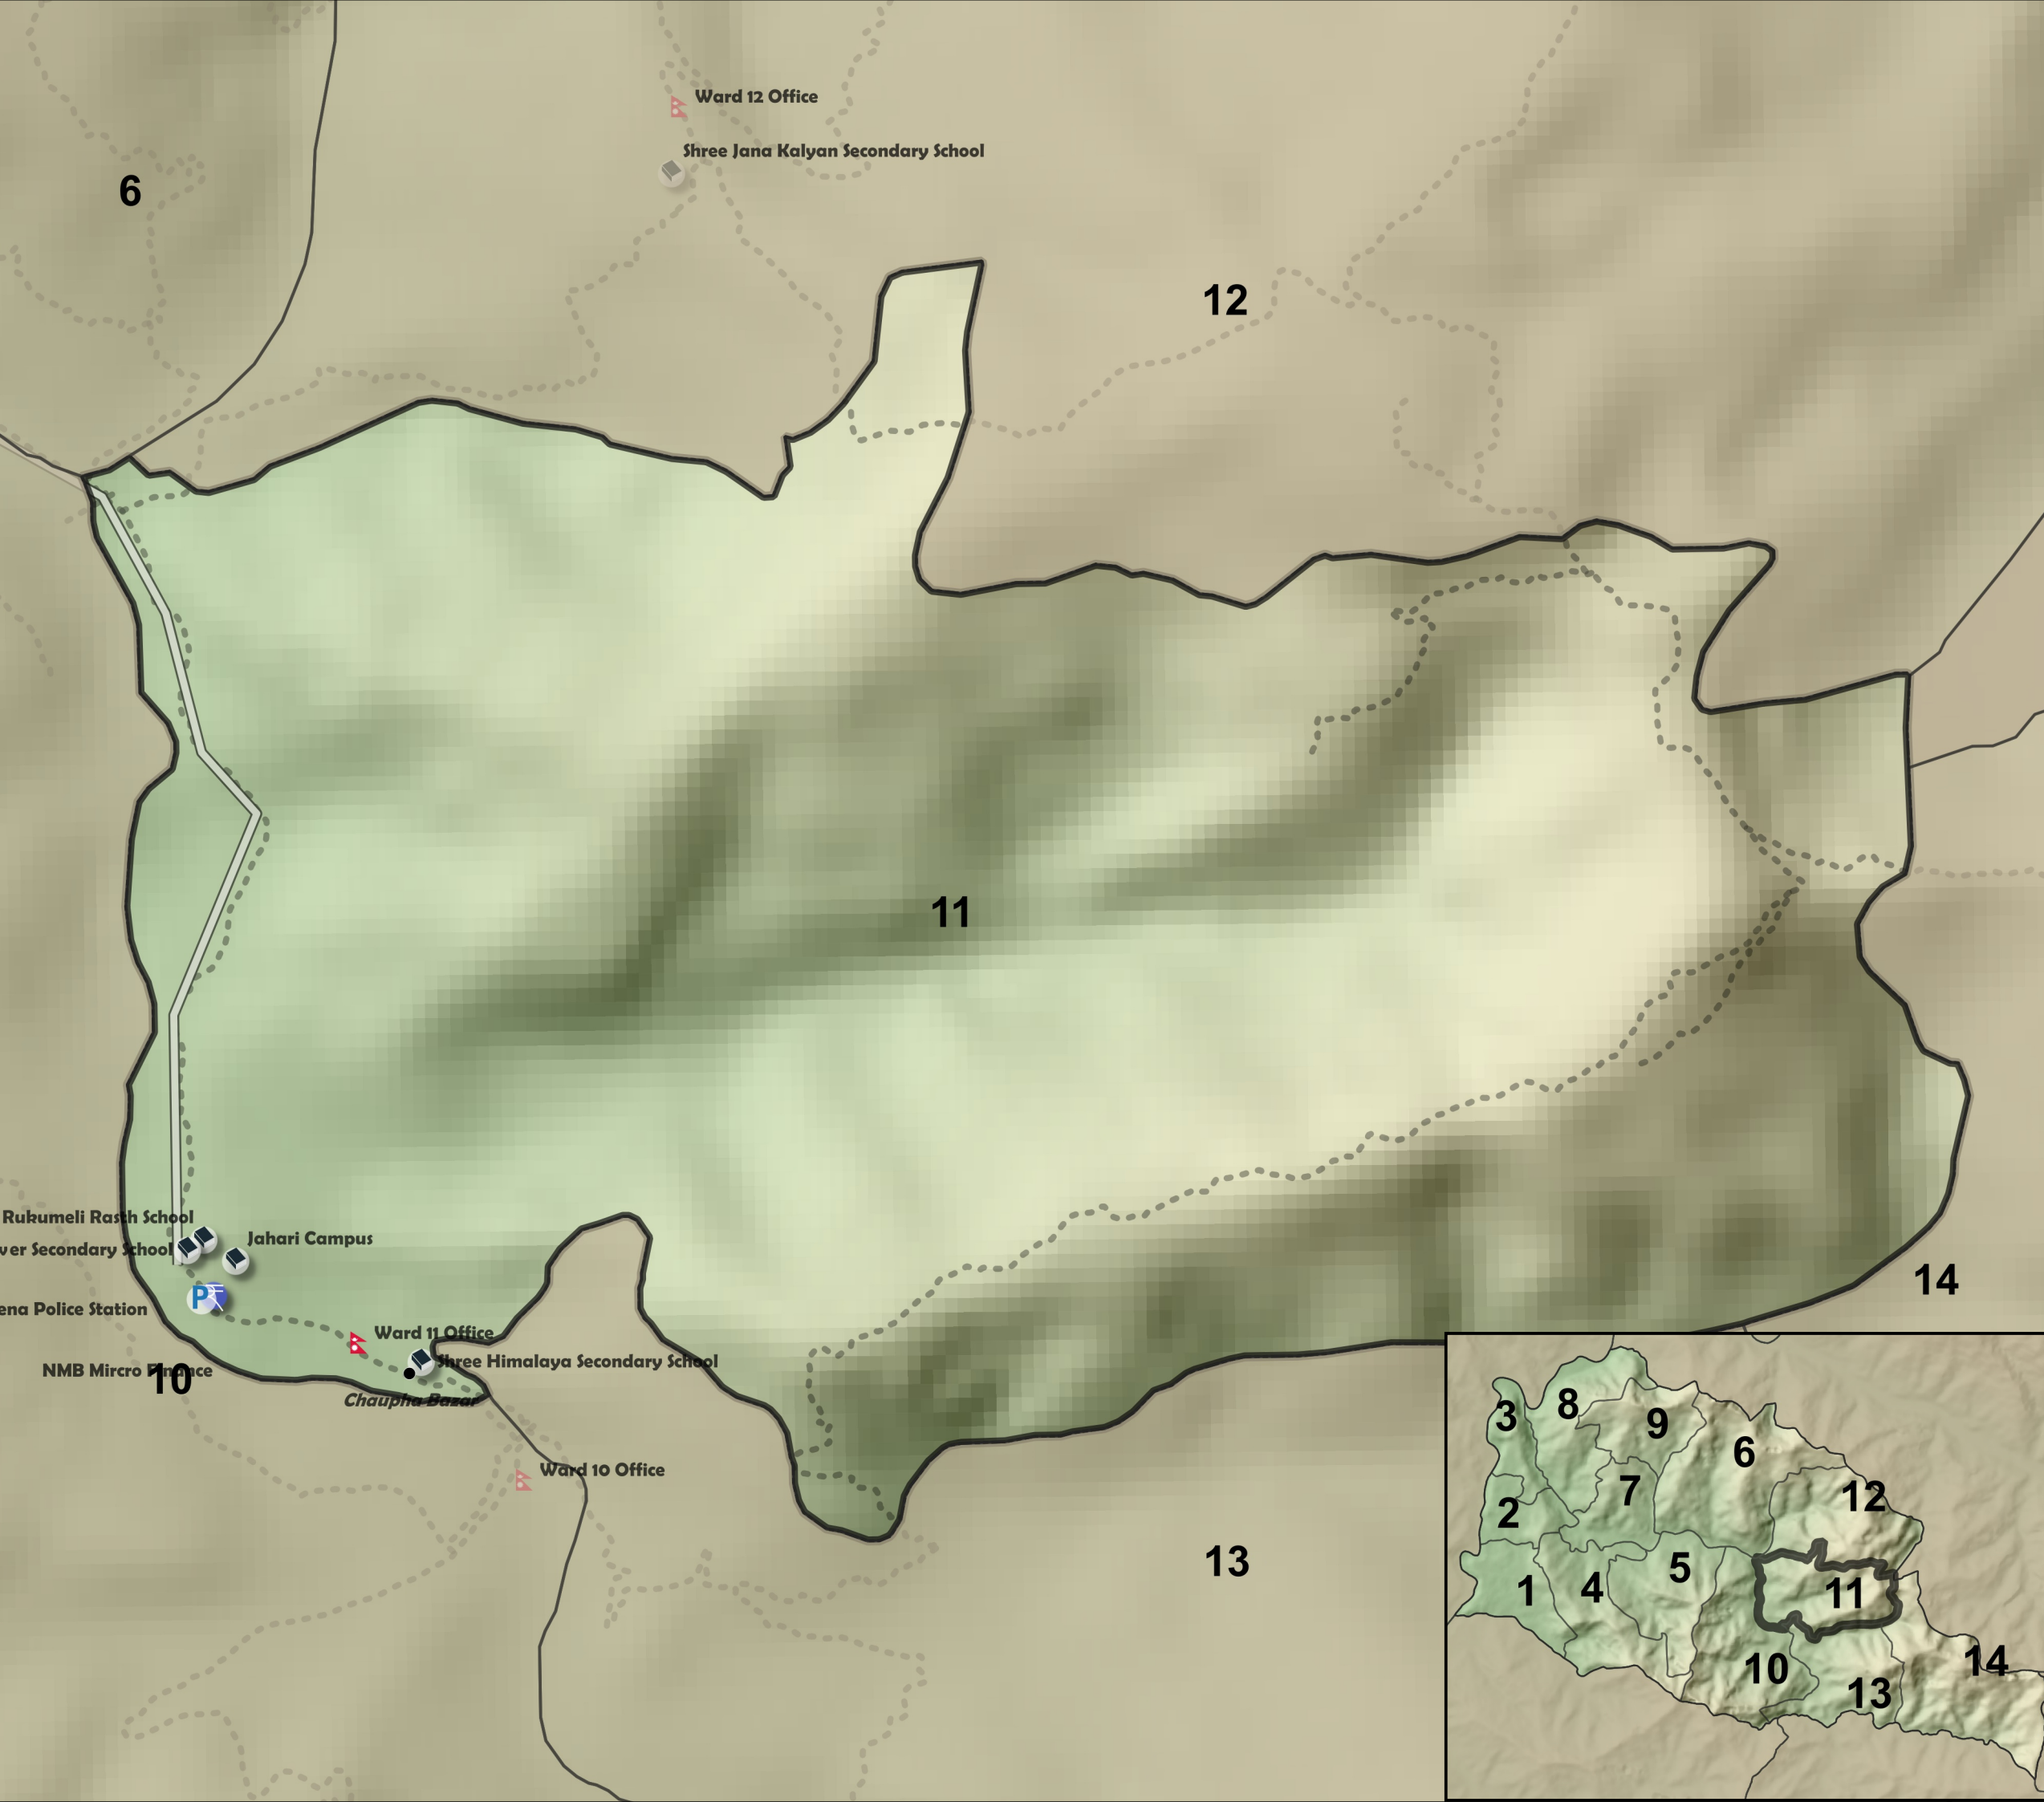 Ward 12 Office
Shree Jana Kalyan Secondary School
6
12
11
Rukumeli Rasth School
ver Secondary School
Jahari Campus
14
ena Police Station
Ward 11 Office
Shree Himalaya Secondary School
NMB Mircro Finance
10
Chaupha Bazar
Ward 10 Office
13
3
8
9
6
7
12
2
5
1
4
11
10
14
13
P